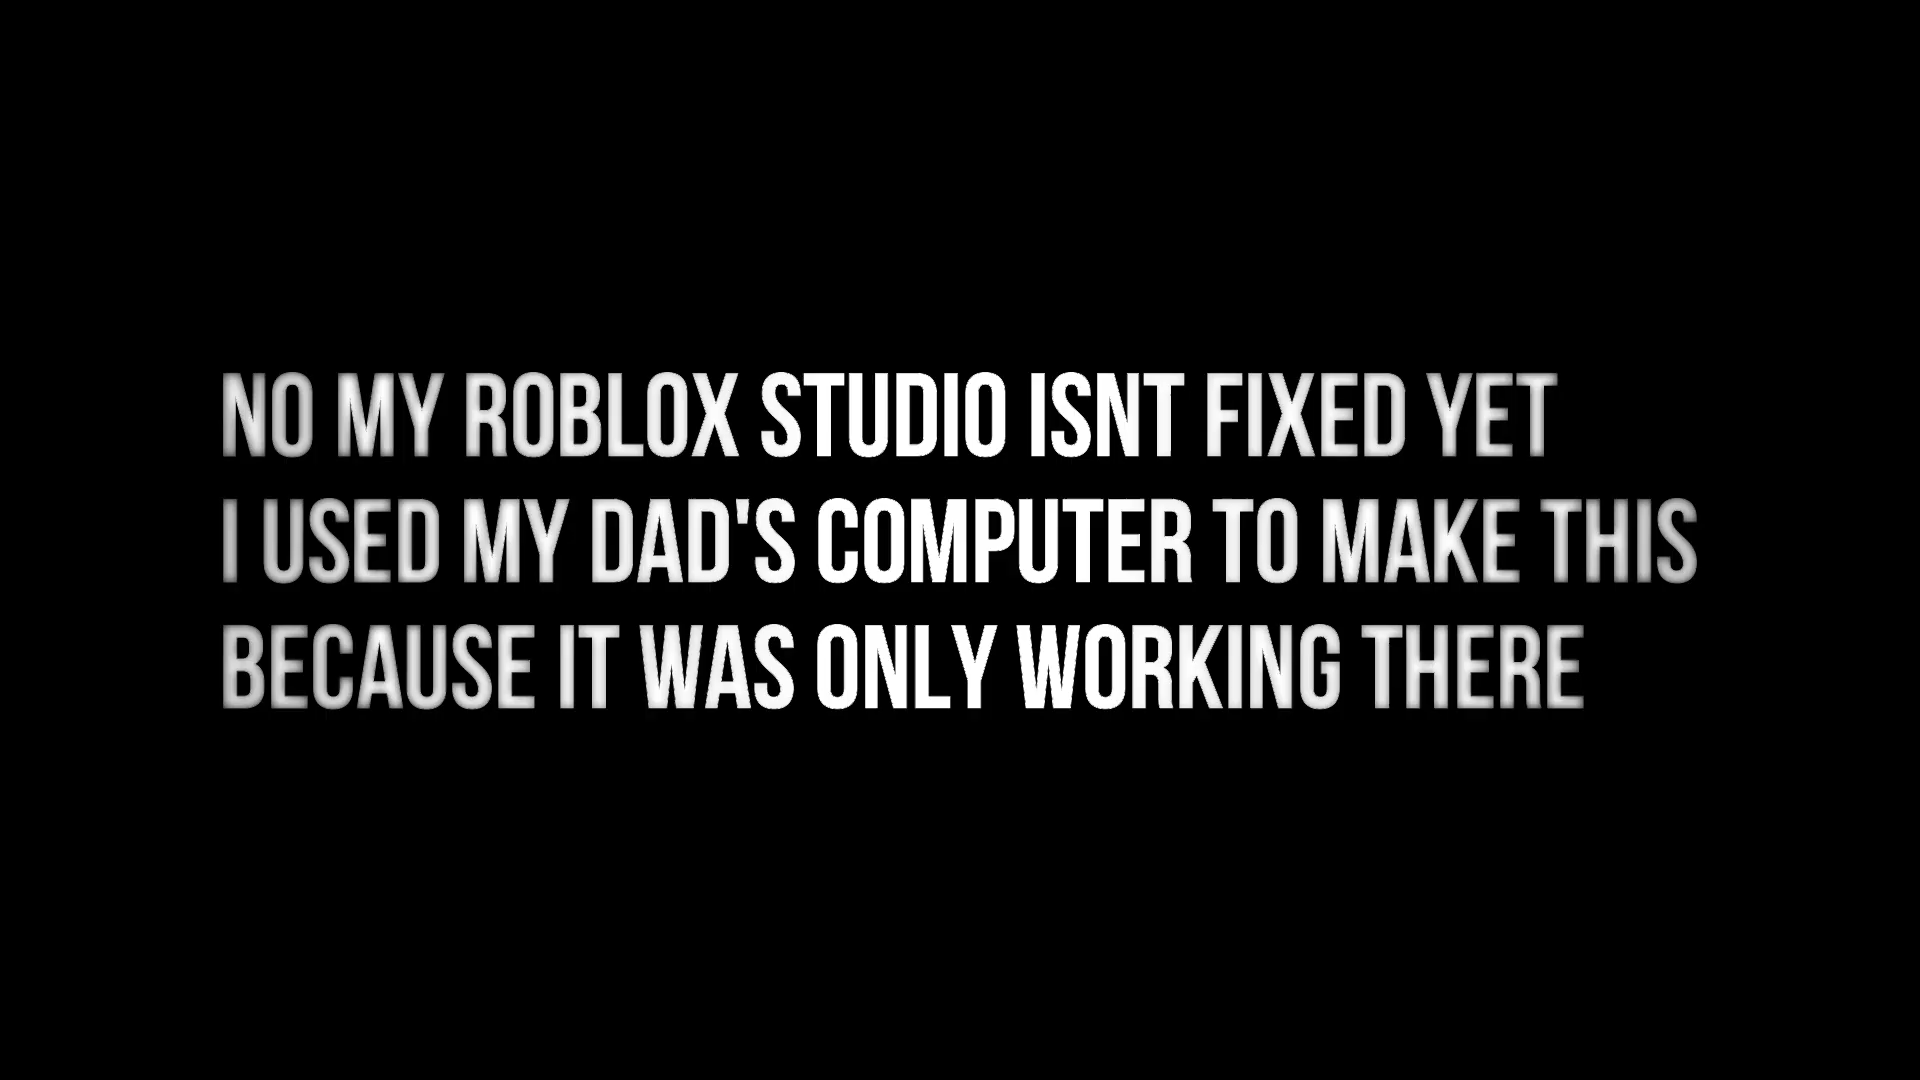 NO MY ROBLOX STUDIO ISNT FIXED YET
I USED MY DAD'S COMPUTER TO MAKE THIS
BECAUSE IT WAS ONLY WORKING THERE